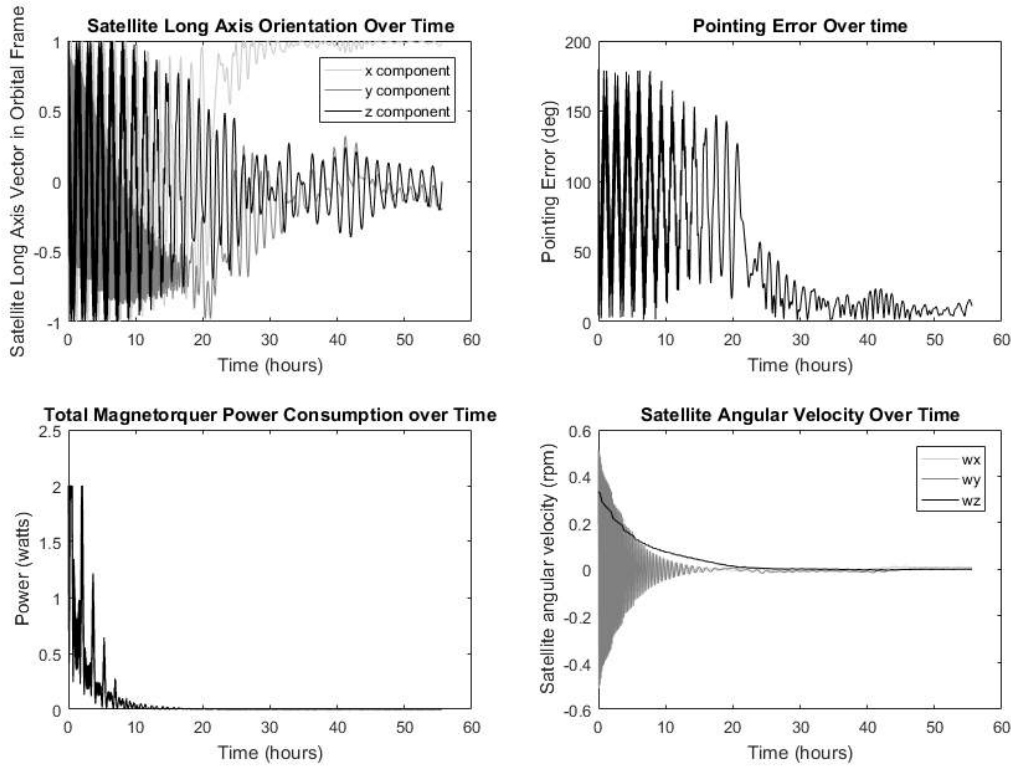 Satellite Long Axis Orientation Over Time
Satellite Long Axis Vector in Orbital Frame
1
0.5
0
-0.5
-1
x component
y component
z component
0 10 20 30 40 50 60
Time (hours)
Pointing Error Over time
Pointing Error (deg)
200
150
100
50
0
0 10 20 30 40 50 60
Time (hours)
Total Magnetorquer Power Consumption over Time
Power (watts)
2.5
2
1.5
1
0.5
0
0 10 20 30 40 50 60
Time (hours)
Satellite Angular Velocity Over Time
Satellite angular velocity (rpm)
0.6
0.4
0.2
0
-0.2
-0.4
-0.6
wx
wy
wz
0 10 20 30 40 50 60
Time (hours)